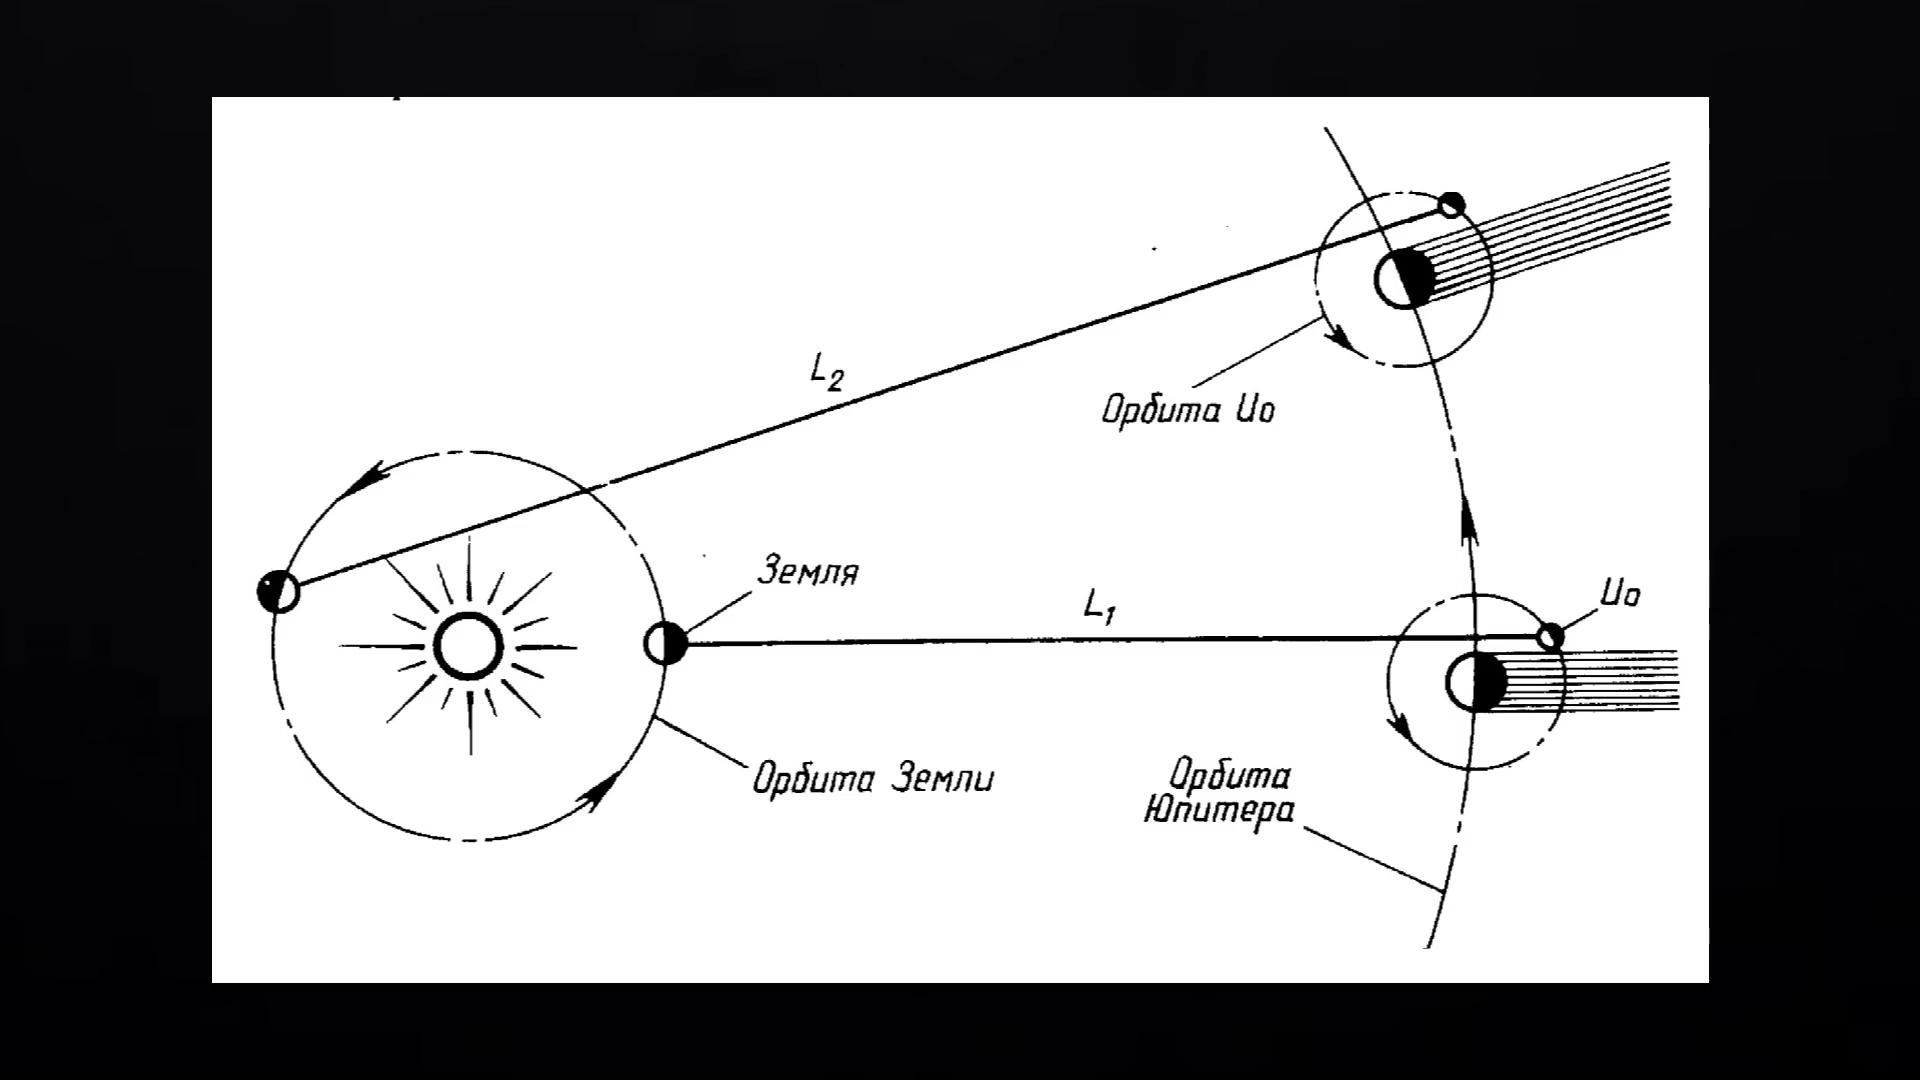 L₂
Орбита Ио
Земля
L₁
Ио
Орбита Земли
Орбита
Юпитера